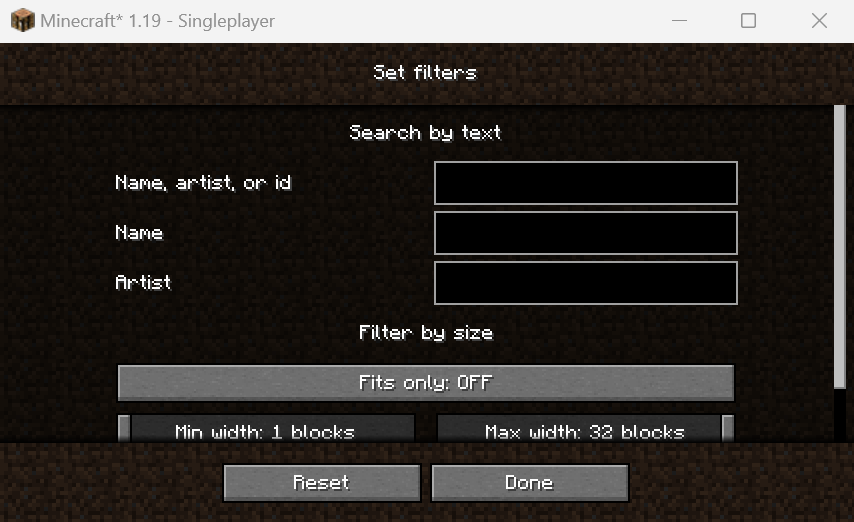 Minecraft* 1.19 - Singleplayer
Set filters
Search by text
Name, artist, or id
Name
Artist
Filter by size
Fits only: OFF
Min width: 1 blocks Max width: 32 blocks
Reset Done